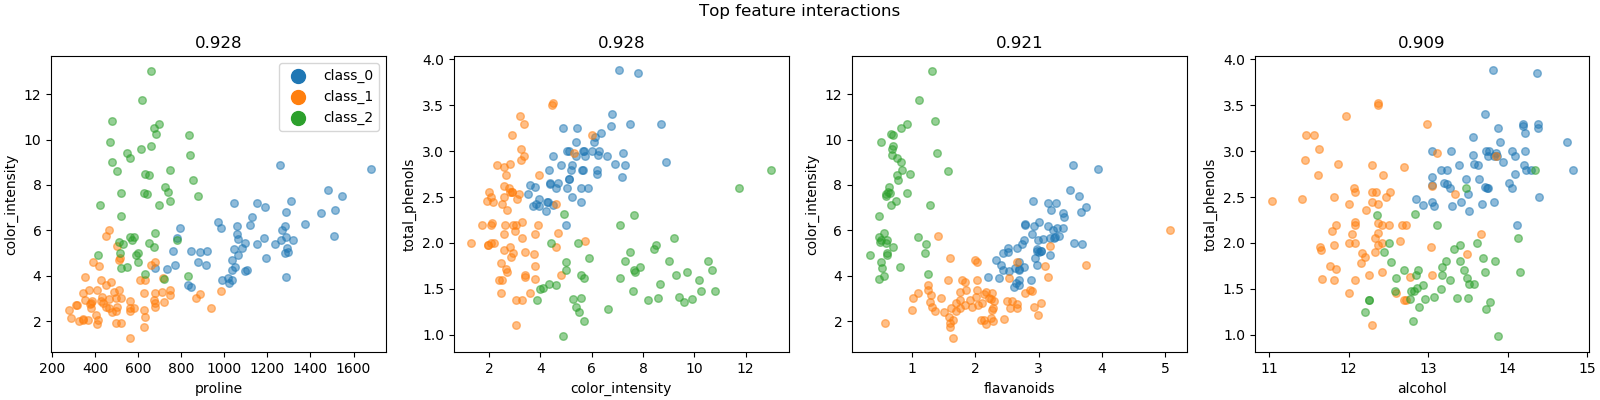 Top feature interactions
0.928
color_intensity
12
10
8
6
4
2
class_0
class_1
class_2
200 400 600 800 1000 1200 1400 1600
proline
0.928
total_phenols
4.0
3.5
3.0
2.5
2.0
1.5
1.0
2 4 6 8 10 12
color_intensity
0.921
color_intensity
12
10
8
6
4
2
1 2 3 4 5
flavanoids
0.909
total_phenols
4.0
3.5
3.0
2.5
2.0
1.5
1.0
11 12 13 14 15
alcohol